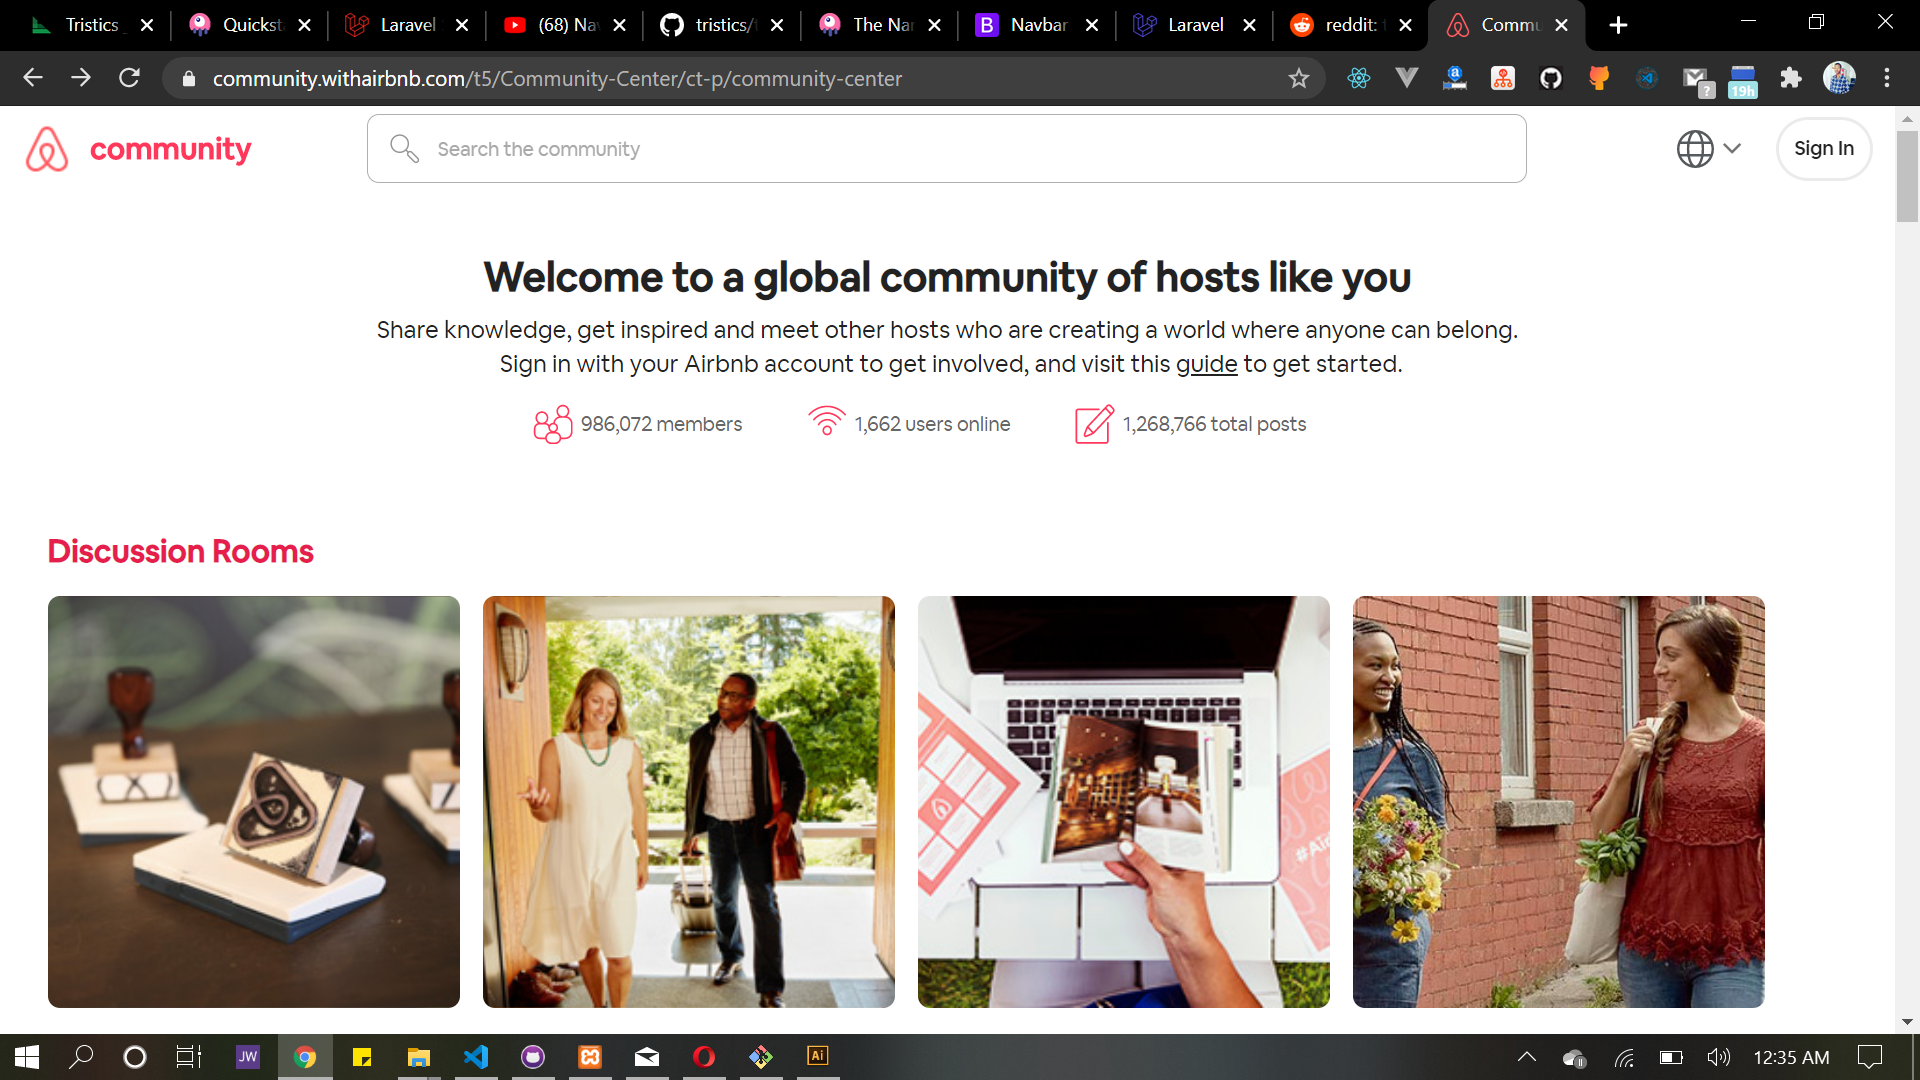 Tristics
Quicksta
Laravel
(68) Nav
tristics/t
The Nar
Navbar
Laravel
reddit: t
Commu
community.withairbnb.com/t5/Community-Center/ct-p/community-center
?
19h
community
Search the community
Sign In
Welcome to a global community of hosts like you
Share knowledge, get inspired and meet other hosts who are creating a world where anyone can belong.
Sign in with your Airbnb account to get involved, and visit this guide to get started.
986,072 members
1,662 users online
1,268,766 total posts
Discussion Rooms
JW
Ai
12:35 AM